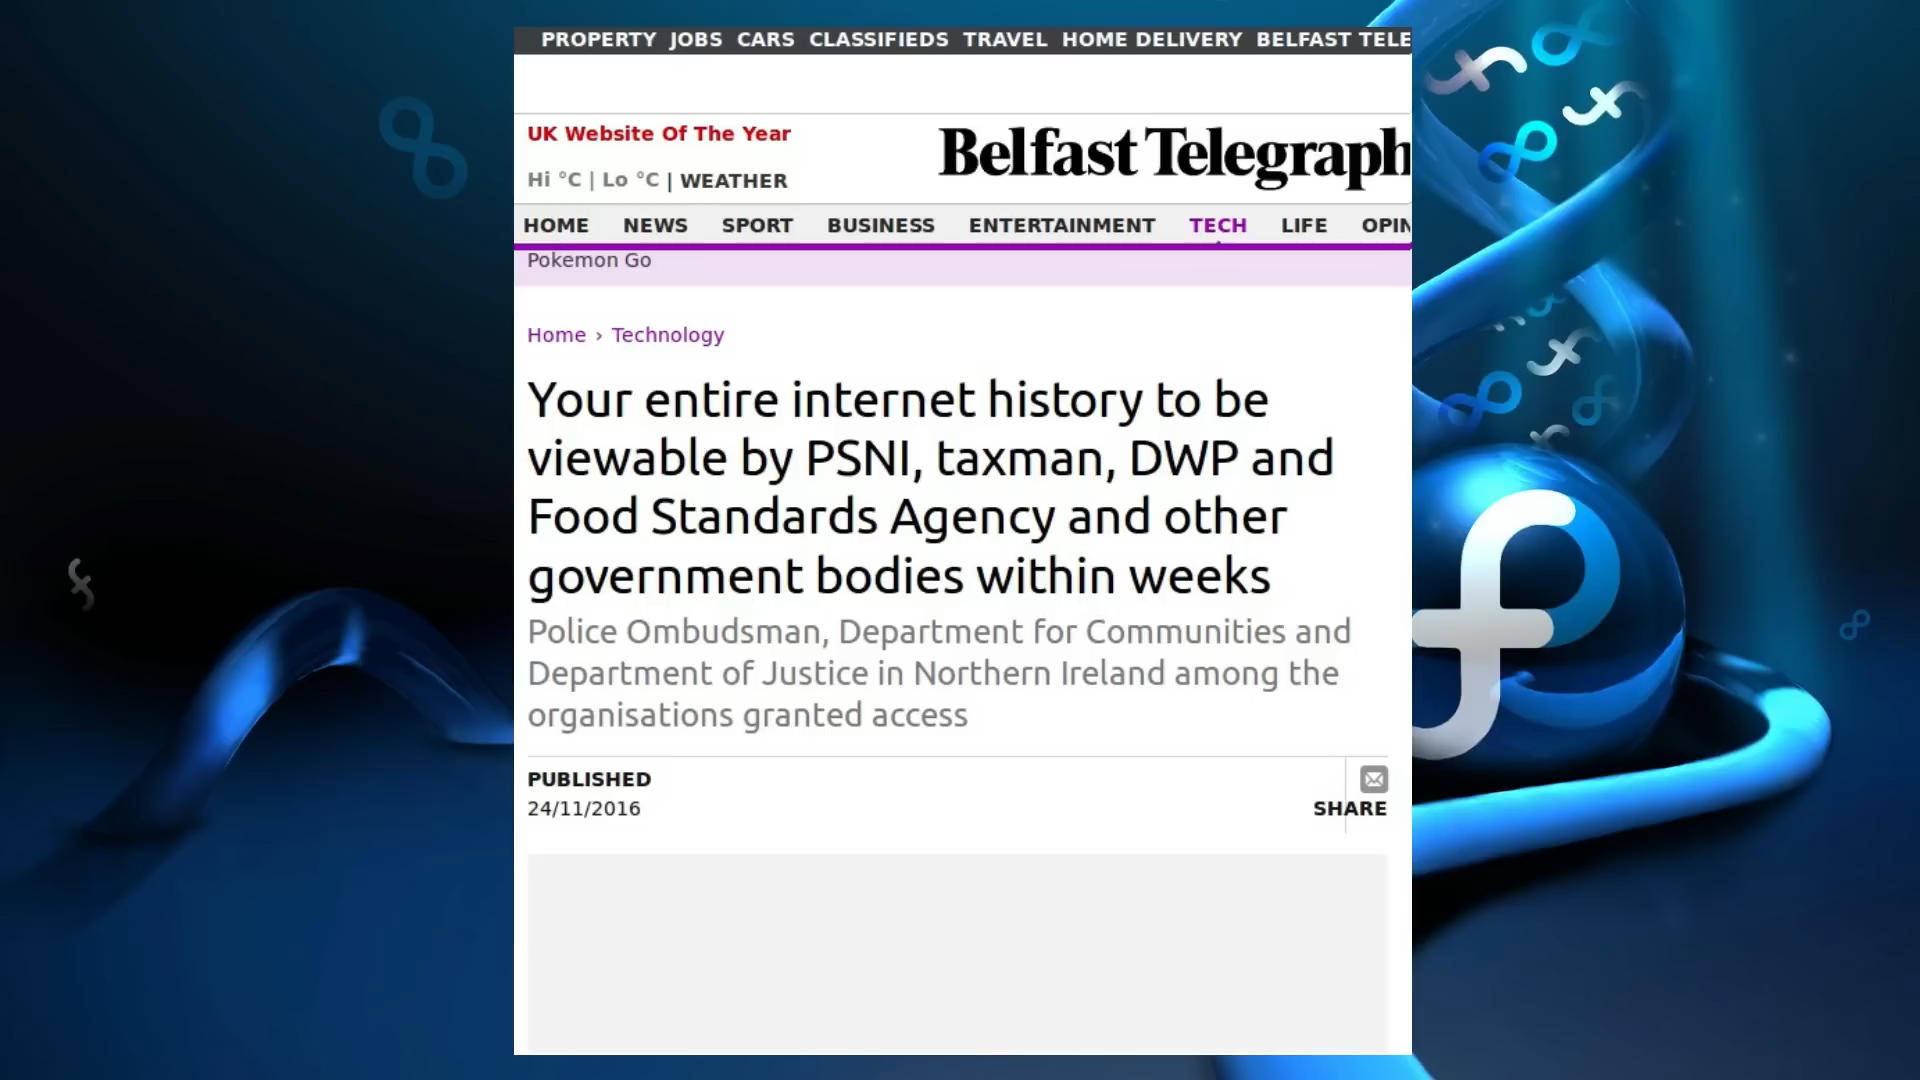 PROPERTY JOBS CARS CLASSIFIEDS TRAVEL HOME DELIVERY BELFAST TELE
UK Website Of The Year
Belfast Telegraph
Hi °C | Lo °C | WEATHER
HOME NEWS SPORT BUSINESS ENTERTAINMENT TECH LIFE OPIN
Pokemon Go
Home › Technology
Your entire internet history to be
viewable by PSNI, taxman, DWP and
Food Standards Agency and other
government bodies within weeks
Police Ombudsman, Department for Communities and
Department of Justice in Northern Ireland among the
organisations granted access
PUBLISHED
24/11/2016
SHARE